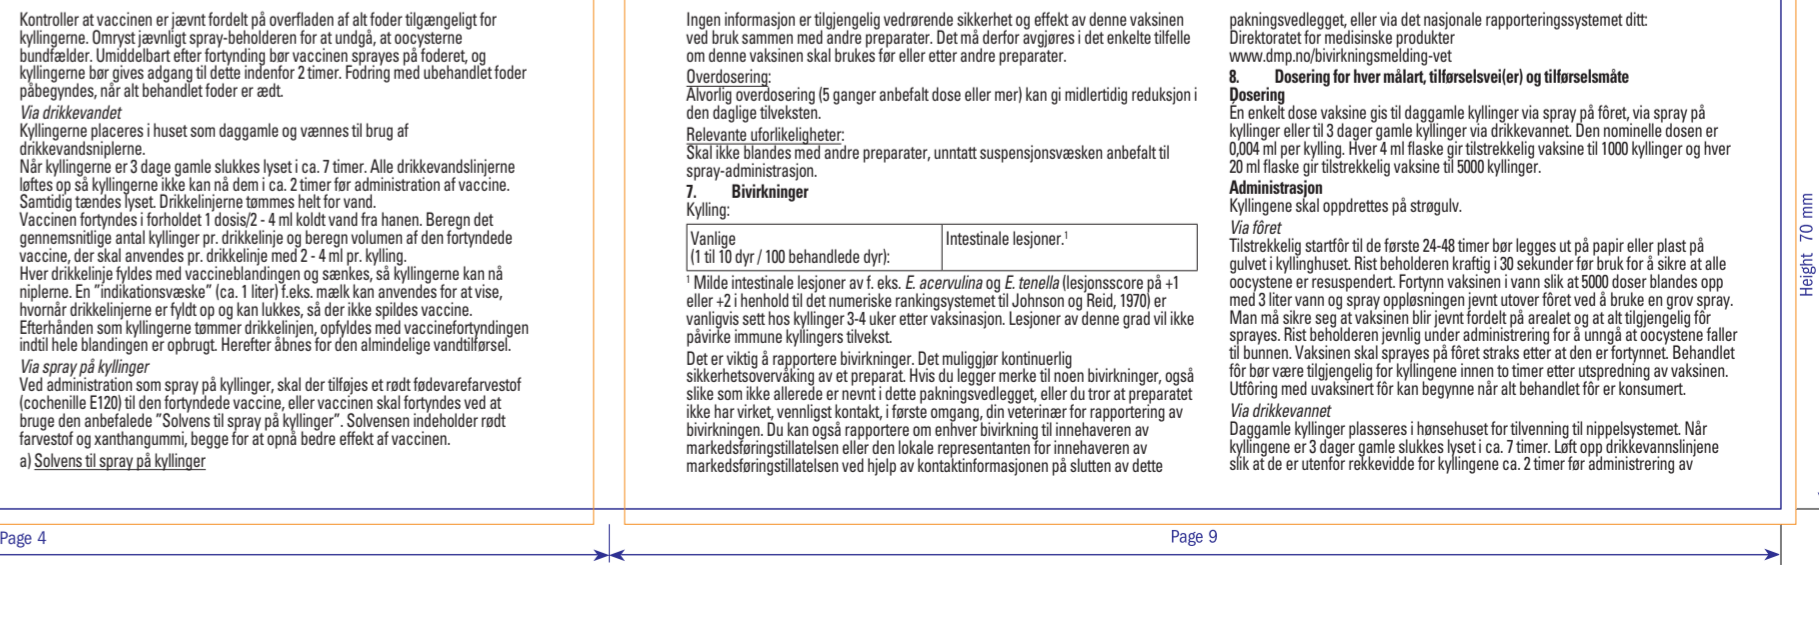 Kontroller at vaccinen er jævnt fordelt på overfladen af alt foder tilgængeligt for
kyllingerne. Omryst jævnligt spray-beholderen for at undgå, at oocysterne
bundfælder. Umiddelbart efter fortynding bør vaccinen sprayes på foderet, og
kyllingerne bør gives adgang til dette indenfor 2 timer. Fodring med ubehandlet foder
påbegyndes, når alt behandlet foder er ædt.
Via drikkevandet
Kyllingerne placeres i huset som daggamle og vænnes til brug af
drikkevandsniplerne.
Når kyllingerne er 3 dage gamle slukkes lyset i ca. 7 timer. Alle drikkevandslinjerne
løftes op så kyllingerne ikke kan nå dem i ca. 2 timer før administration af vaccine.
Samtidig tændes lyset. Drikkelinjerne tømmes helt for vand.
Vaccinen fortyndes i forholdet 1 dosis/2 - 4 ml koldt vand fra hanen. Beregn det
gennemsnitlige antal kyllinger pr. drikkelinje og beregn volumen af den fortyndede
vaccine, der skal anvendes pr. drikkelinje med 2 - 4 ml pr. kylling.
Hver drikkelinje fyldes med vaccineblandingen og sænkes, så kyllingerne kan nå
niplerne. En ”indikationsvæske” (ca. 1 liter) f.eks. mælk kan anvendes for at vise,
hvornår drikkelinjerne er fyldt op og kan lukkes, så der ikke spildes vaccine.
Efterhånden som kyllingerne tømmer drikkelinjen, opfyldes med vaccinefortyndingen
indtil hele blandingen er opbrugt. Herefter åbnes for den almindelige vandtilførsel.
Via spray på kyllinger
Ved administration som spray på kyllinger, skal der tilføjes et rødt fødevarefarvestof
(cochenille E120) til den fortyndede vaccine, eller vaccinen skal fortyndes ved at
bruge den anbefalede ”Solvens til spray på kyllinger”. Solvensen indeholder rødt
farvestof og xanthangummi, begge for at opnå bedre effekt af vaccinen.
a) Solvens til spray på kyllinger
Page 4
Ingen informasjon er tilgjengelig vedrørende sikkerhet og effekt av denne vaksinen
ved bruk sammen med andre preparater. Det må derfor avgjøres i det enkelte tilfelle
om denne vaksinen skal brukes før eller etter andre preparater.
Overdosering:
Alvorlig overdosering (5 ganger anbefalt dose eller mer) kan gi midlertidig reduksjon i
den daglige tilveksten.
Relevante uforlikeligheter:
Skal ikke blandes med andre preparater, unntatt suspensjonsvæsken anbefalt til
spray-administrasjon.
7. Bivirkninger
Kylling:
Vanlige
(1 til 10 dyr / 100 behandlede dyr):
Intestinale lesjoner.¹
¹ Milde intestinale lesjoner av f. eks. E. acervulina og E. tenella (lesjonsscore på +1
eller +2 i henhold til det numeriske rankingsystemet til Johnson og Reid, 1970) er
vanligvis sett hos kyllinger 3-4 uker etter vaksinasjon. Lesjoner av denne grad vil ikke
påvirke immune kyllingers tilvekst.
Det er viktig å rapportere bivirkninger. Det muliggjør kontinuerlig
sikkerhetsovervåking av et preparat. Hvis du legger merke til noen bivirkninger, også
slike som ikke allerede er nevnt i dette pakningsvedlegget, eller du tror at preparatet
ikke har virket, vennligst kontakt, i første omgang, din veterinær for rapportering av
bivirkningen. Du kan også rapportere om enhver bivirkning til innehaveren av
markedsføringstillatelsen eller den lokale representanten for innehaveren av
markedsføringstillatelsen ved hjelp av kontaktinformasjonen på slutten av dette
pakningsvedlegget, eller via det nasjonale rapporteringssystemet ditt:
Direktoratet for medisinske produkter
www.dmp.no/bivirkningsmelding-vet
8. Dosering for hver målart, tilførselsvei(er) og tilførselsmåte
Dosering
Én enkelt dose vaksine gis til daggamle kyllinger via spray på fôret, via spray på
kyllinger eller til 3 dager gamle kyllinger via drikkevannet. Den nominelle dosen er
0,004 ml per kylling. Hver 4 ml flaske gir tilstrekkelig vaksine til 1000 kyllinger og hver
20 ml flaske gir tilstrekkelig vaksine til 5000 kyllinger.
Administrasjon
Kyllingene skal oppdrettes på strøgulv.
Via fôret
Tilstrekkelig startfôr til de første 24-48 timer bør legges ut på papir eller plast på
gulvet i kyllinghuset. Rist beholderen kraftig i 30 sekunder før bruk for å sikre at alle
oocystene er resuspendert. Fortynn vaksinen i vann slik at 5000 doser blandes opp
med 3 liter vann og spray oppløsningen jevnt utover fôret ved å bruke en grov spray.
Man må sikre seg at vaksinen blir jevnt fordelt på arealet og at alt tilgjengelig fôr
sprayes. Rist beholderen jevnlig under administrering for å unngå at oocystene faller
til bunnen. Vaksinen skal sprayes på fôret straks etter at den er fortynnet. Behandlet
fôr bør være tilgjengelig for kyllingene innen to timer etter utspredning av vaksinen.
Utfôring med uvaksinert fôr kan begynne når alt behandlet fôr er konsumert.
Via drikkevannet
Daggamle kyllinger plasseres i hønsehuset for tilvenning til nippelsystemet. Når
kyllingene er 3 dager gamle slukkes lyset i ca. 7 timer. Løft opp drikkevannslinjene
slik at de er utenfor rekkevidde for kyllingene ca. 2 timer før administrering av
Page 9
Height 70 mm